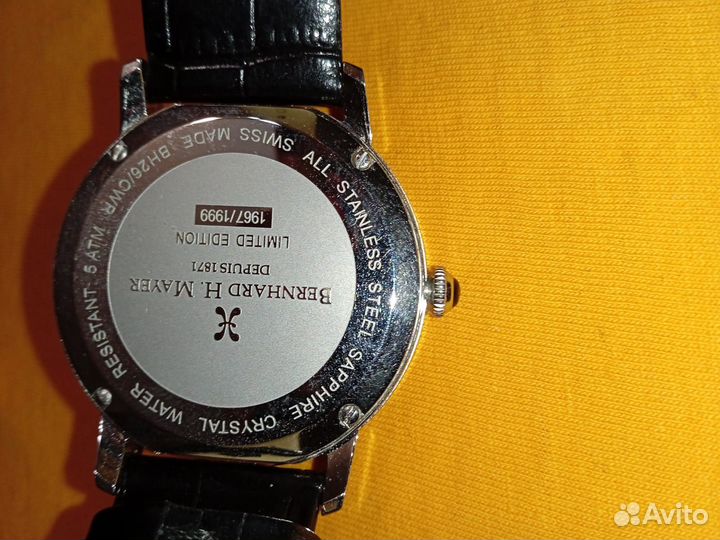 BERNHARD H. MAYER
DEPUIS 1871
LIMITED EDITION
1967/1999
SWISS MADE BH26/CWR 5 ATM WATER RESISTANT SAPPHIRE CRYSTAL ALL STAINLESS STEEL
Avito